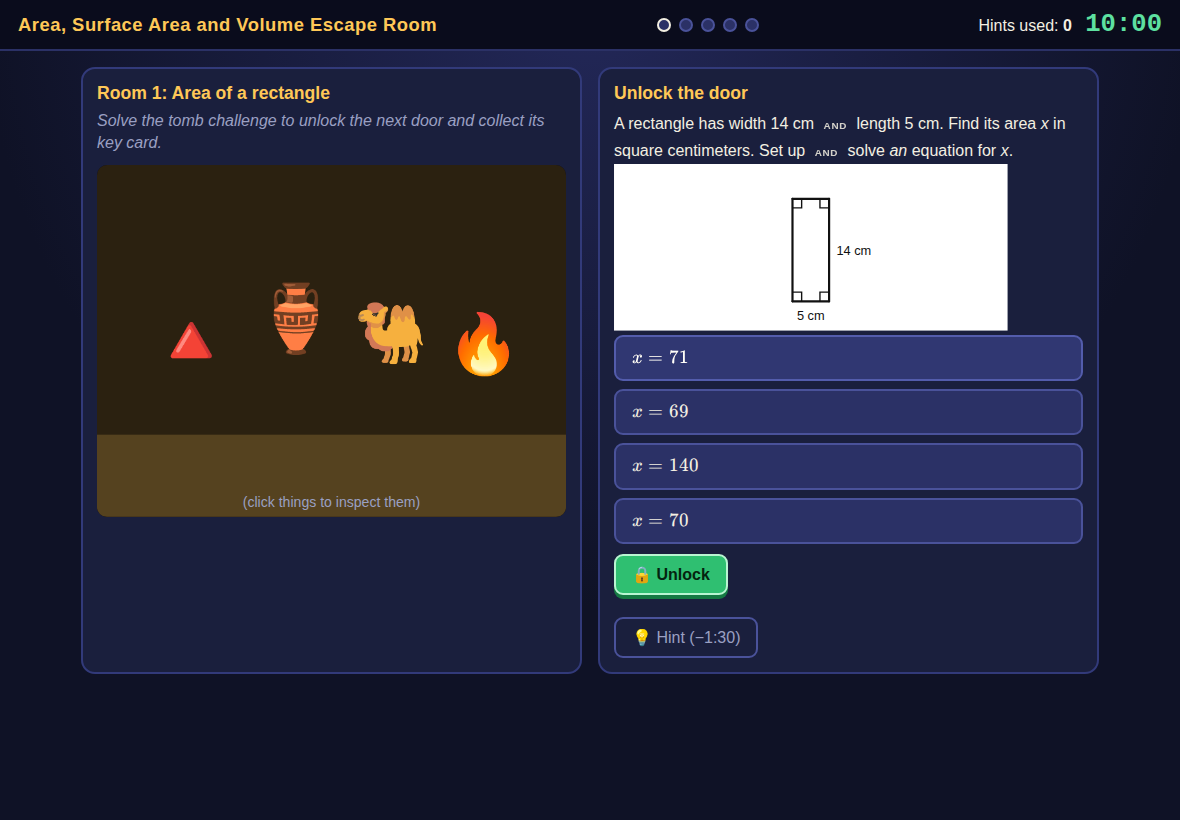 Area, Surface Area and Volume Escape Room
Hints used: 0 10:00
Room 1: Area of a rectangle
Solve the tomb challenge to unlock the next door and collect its
key card.
(click things to inspect them)
Unlock the door
A rectangle has width 14 cm AND length 5 cm. Find its area x in
square centimeters. Set up AND solve an equation for x.
14 cm
5 cm
x = 71
x = 69
x = 140
x = 70
🔒 Unlock
💡 Hint (−1:30)